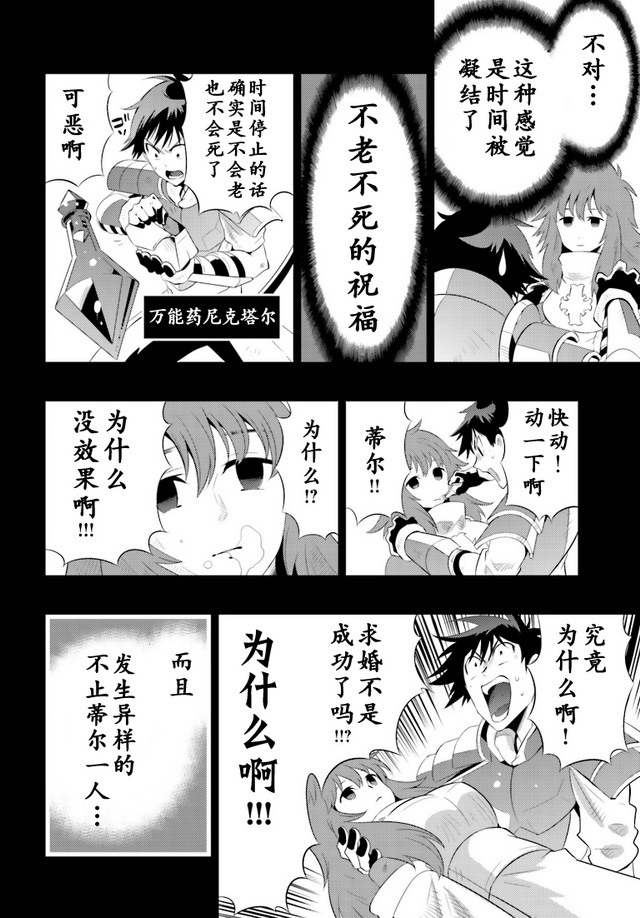 不对…
这种感觉
是时间被
凝结了
不老不死的祝福
时间停止的话
确实是不会老
也不会死了
可恶啊
万能药尼克塔尔
快动!
动一下啊
蒂尔!!
为什么!?
为什么
没效果啊!!!
究竟
为什么啊!
求婚不是
成功了吗!!?
为什么啊!!!
而且
发生异样的
不止蒂尔一人…